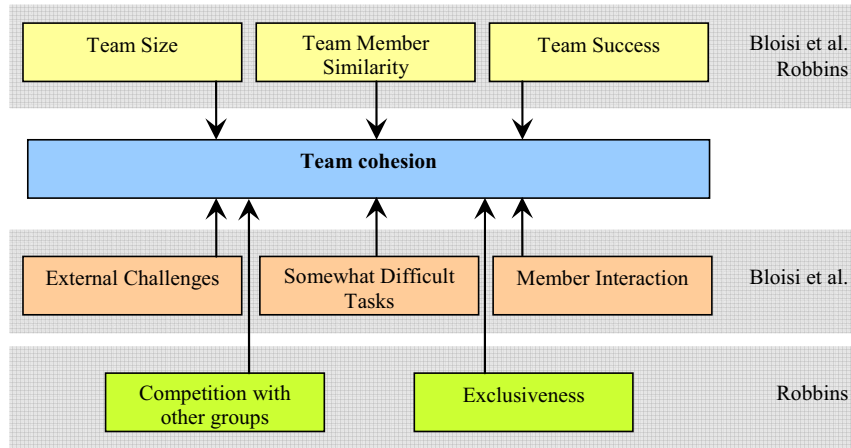 Team Size
Team Member
Similarity
Team Success
Bloisi et al.
Robbins
Team cohesion
External Challenges
Somewhat Difficult
Tasks
Member Interaction
Bloisi et al.
Competition with
other groups
Exclusiveness
Robbins